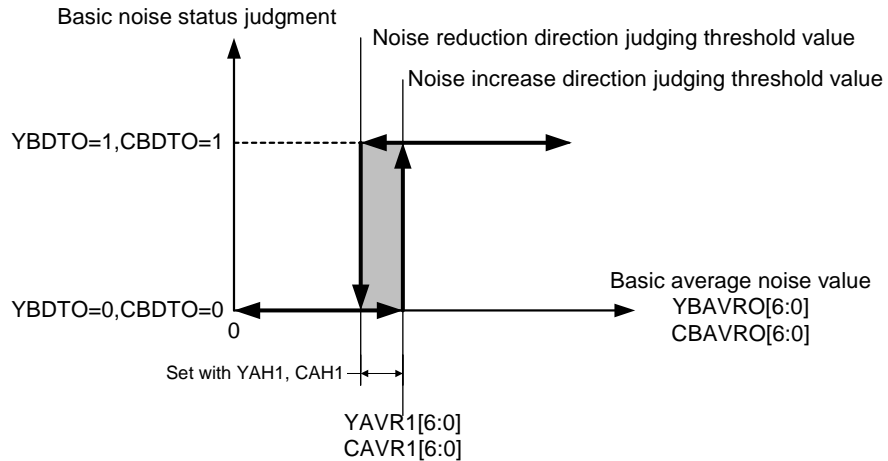 Basic noise status judgment
Noise reduction direction judging threshold value
Noise increase direction judging threshold value
YBDTO=1,CBDTO=1
YBDTO=0,CBDTO=0
0
Basic average noise value
YBAVRO[6:0]
CBAVRO[6:0]
Set with YAH1, CAH1
YAVR1[6:0]
CAVR1[6:0]